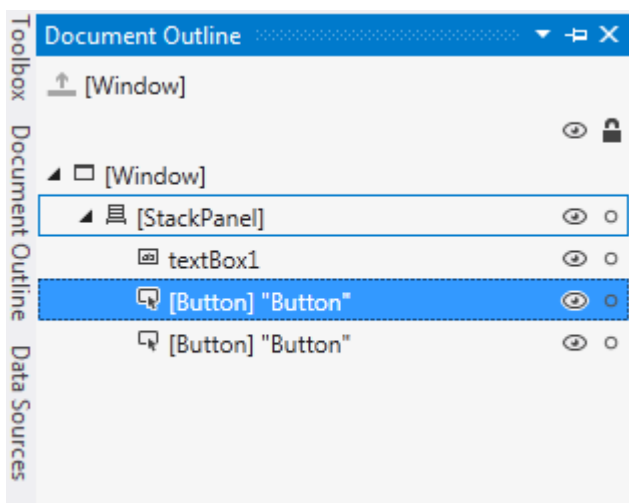 Toolbox
Document Outline
Data Sources
Document Outline
[Window]
[Window]
[StackPanel]
textBox1
[Button] "Button"
[Button] "Button"